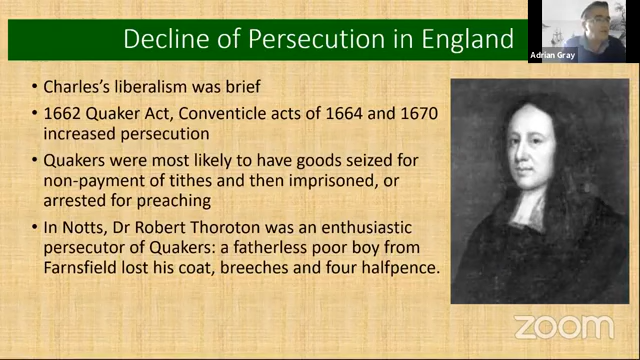 Decline of Persecution in England
Adrian Gray
• Charles’s liberalism was brief
• 1662 Quaker Act, Conventicle acts of 1664 and 1670
increased persecution
• Quakers were most likely to have goods seized for
non-payment of tithes and then imprisoned, or
arrested for preaching
• In Notts, Dr Robert Thoroton was an enthusiastic
persecutor of Quakers: a fatherless poor boy from
Farnsfield lost his coat, breeches and four halfpence.
zoom